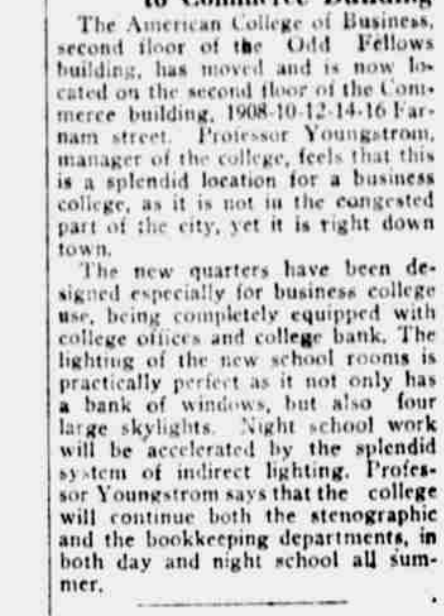 to Commerce Building
The American College of Business,
second floor of the Odd Fellows
building, has moved and is now lo-
cated on the second floor of the Com-
merce building, 1908-10-12-14-16 Far-
nam street. Professor Youngstrom,
manager of the college, feels that this
is a splendid location for a business
college, as it is not in the congested
part of the city, yet it is right down
town.
The new quarters have been de-
signed especially for business college
use, being completely equipped with
college offices and college bank. The
lighting of the new school rooms is
practically perfect as it not only has
a bank of windows, but also four
large skylights. Night school work
will be accelerated by the splendid
system of indirect lighting. Profes-
sor Youngstrom says that the college
will continue both the stenographic
and the bookkeeping departments, in
both day and night school all sum-
mer.